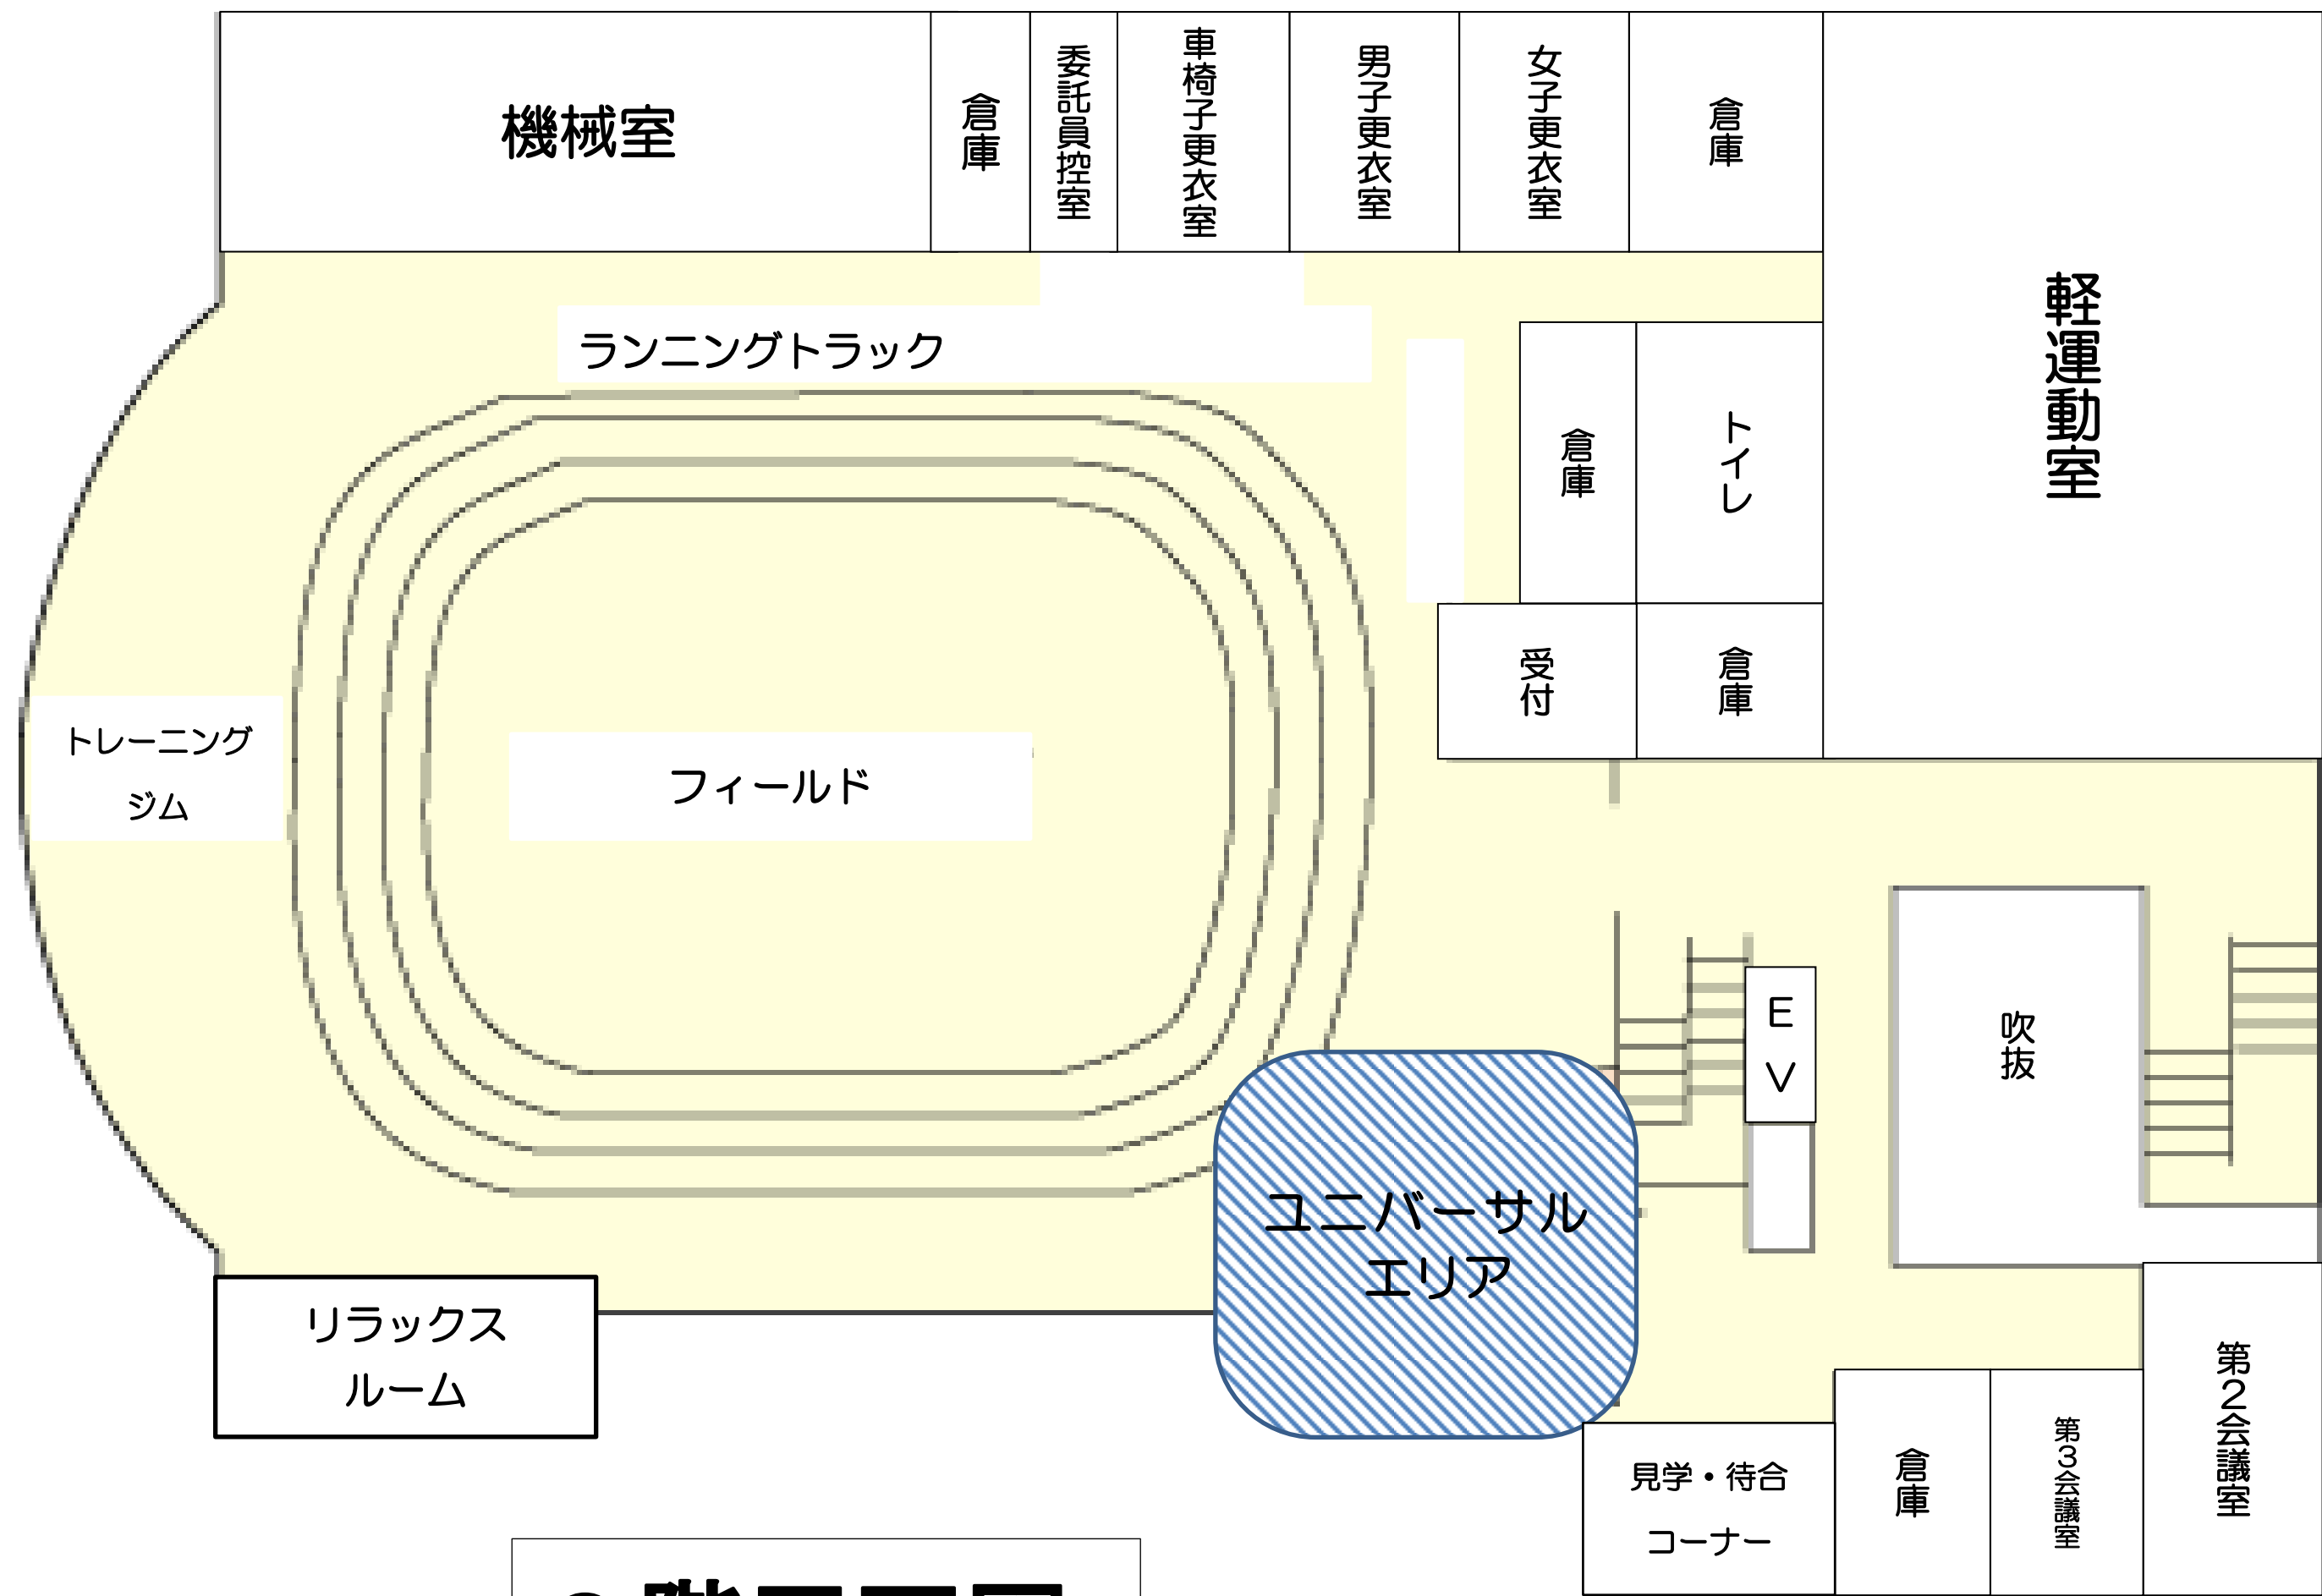 機械室
倉庫
委託員控室
車椅子更衣室
男子更衣室
女子更衣室
倉庫
軽運動室
ランニングトラック
倉庫
トイレ
受付
倉庫
トレーニング
ジム
フィールド
EV
吹抜
ユニバーサル
エリア
リラックス
ルーム
見学・待合
コーナー
倉庫
第3会議室
第2会議室